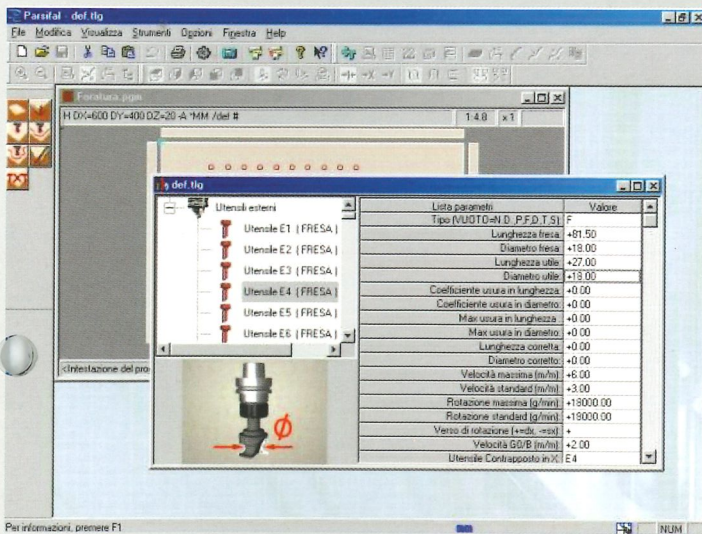 Parsifal - def.tlg
File Modifica Visualizza Strumenti Opzioni Finestra Help
TXT
Foratura.pgm
H DX=600 DY=400 DZ=20 -A *MM /def #
1:4.8 x1
def.tlg
Utensili esterni
Utensile E1 ( FRESA )
Utensile E2 ( FRESA )
Utensile E3 ( FRESA )
Utensile E4 ( FRESA )
Utensile E5 ( FRESA )
Utensile E6 ( FRESA )
Lista parametri Valore
Tipo (VUOTO=N.D.,P,F,D,T,S): F
Lunghezza fresa: +81.50
Diametro fresa: +18.00
Lunghezza utile: +27.00
Diametro utile: +18.00
Coefficiente usura in lunghezza: +0.00
Coefficiente usura in diametro: +0.00
Max usura in lunghezza: +0.00
Max usura in diametro: +0.00
Lunghezza corretta: +0.00
Diametro corretto: +0.00
Velocità massima (m/m): +6.00
Velocità standard (m/m): +3.00
Rotazione massima (g/min): +18000.00
Rotazione standard (g/min): +18000.00
Verso di rotazione (+=dx, -=sx): +
Velocità G0/B (m/m): +2.00
Utensile Contrapposto in X: E4
<Intestazione del pro
Ø
Per informazioni, premere F1
NUM